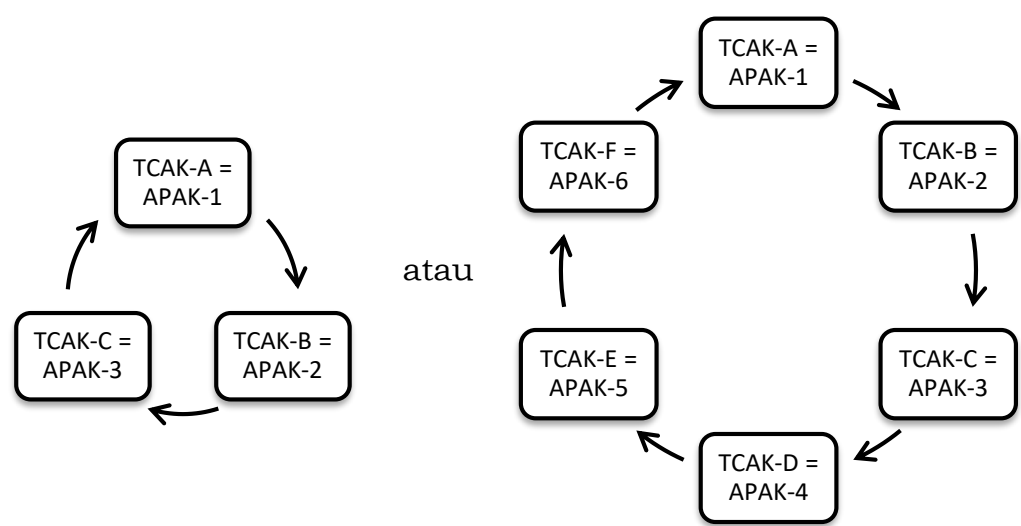 TCAK-A =
APAK-1
TCAK-B =
APAK-2
TCAK-C =
APAK-3
atau
TCAK-A =
APAK-1
TCAK-B =
APAK-2
TCAK-C =
APAK-3
TCAK-D =
APAK-4
TCAK-E =
APAK-5
TCAK-F =
APAK-6